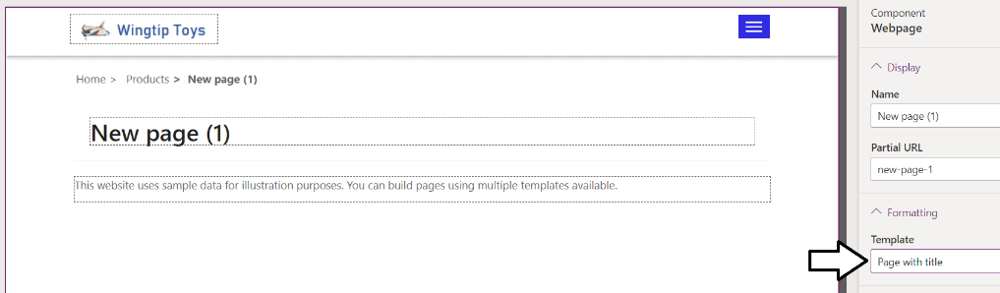 Wingtip Toys
Home > Products > New page (1)
New page (1)
This website uses sample data for illustration purposes. You can build pages using multiple templates available.
Component
Webpage
Display
Name
New page (1)
Partial URL
new-page-1
Formatting
Template
Page with title